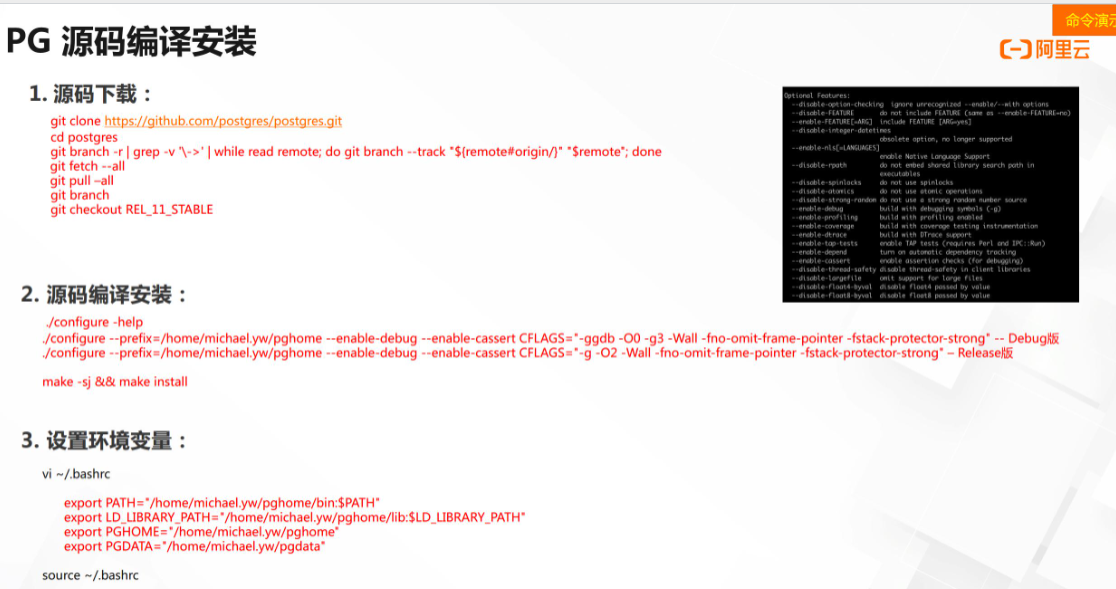 命令演示
PG 源码编译安装
阿里云
1. 源码下载：
git clone https://github.com/postgres/postgres.git
cd postgres
git branch -r | grep -v '\->' | while read remote; do git branch --track "${remote#origin/}" "$remote"; done
git fetch --all
git pull –all
git branch
git checkout REL_11_STABLE
Optional Features:
--disable-option-checking ignore unrecognized --enable/--with options
--disable-FEATURE do not include FEATURE (same as --enable-FEATURE=no)
--enable-FEATURE[=ARG] include FEATURE [ARG=yes]
--disable-integer-datetimes
obsolete option, no longer supported
--enable-nls[=LANGUAGES]
enable Native Language Support
--disable-rpath do not embed shared library search path in
executables
--disable-spinlocks do not use spinlocks
--disable-atomics do not use atomic operations
--disable-strong-random do not use a strong random number source
--enable-debug build with debugging symbols (-g)
--enable-profiling build with profiling enabled
--enable-coverage build with coverage testing instrumentation
--enable-dtrace build with DTrace support
--enable-tap-tests enable TAP tests (requires Perl and IPC::Run)
--enable-depend turn on automatic dependency tracking
--enable-cassert enable assertion checks (for debugging)
--disable-thread-safety disable thread-safety in client libraries
--disable-largefile omit support for large files
--disable-float4-byval disable float4 passed by value
--disable-float8-byval disable float8 passed by value
2. 源码编译安装：
./configure -help
./configure --prefix=/home/michael.yw/pghome --enable-debug --enable-cassert CFLAGS="-ggdb -O0 -g3 -Wall -fno-omit-frame-pointer -fstack-protector-strong" -- Debug版
./configure --prefix=/home/michael.yw/pghome --enable-debug --enable-cassert CFLAGS="-g -O2 -Wall -fno-omit-frame-pointer -fstack-protector-strong" – Release版
make -sj && make install
3. 设置环境变量：
vi ~/.bashrc
export PATH="/home/michael.yw/pghome/bin:$PATH"
export LD_LIBRARY_PATH="/home/michael.yw/pghome/lib:$LD_LIBRARY_PATH"
export PGHOME="/home/michael.yw/pghome"
export PGDATA="/home/michael.yw/pgdata"
source ~/.bashrc